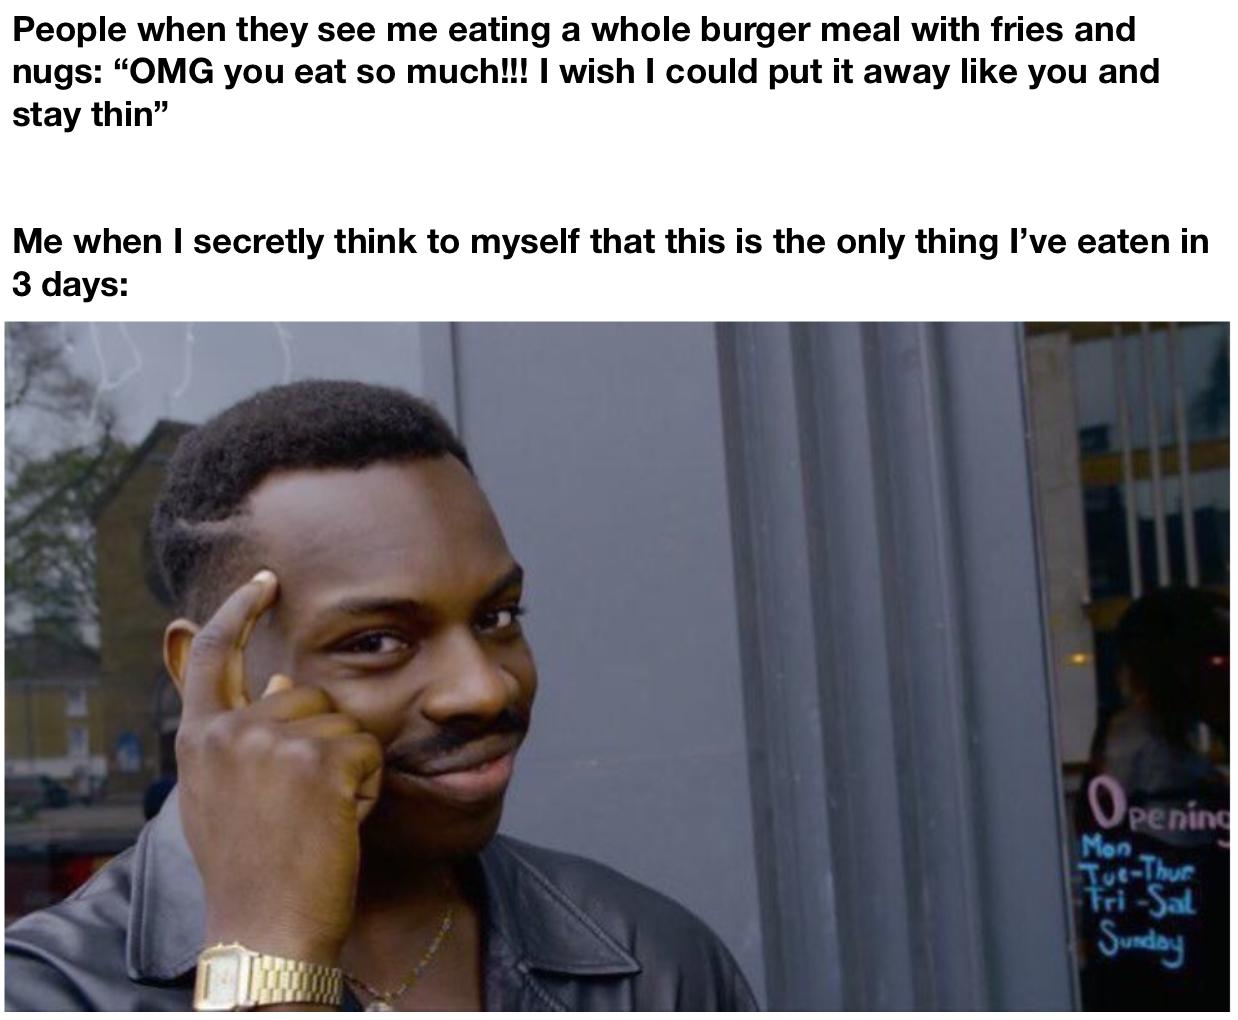 People when they see me eating a whole burger meal with fries and
nugs: “OMG you eat so much!!! I wish I could put it away like you and
stay thin”
Me when I secretly think to myself that this is the only thing I’ve eaten in
3 days:
Opening
Mon
Tue-Thur
Fri -Sat
Sunday